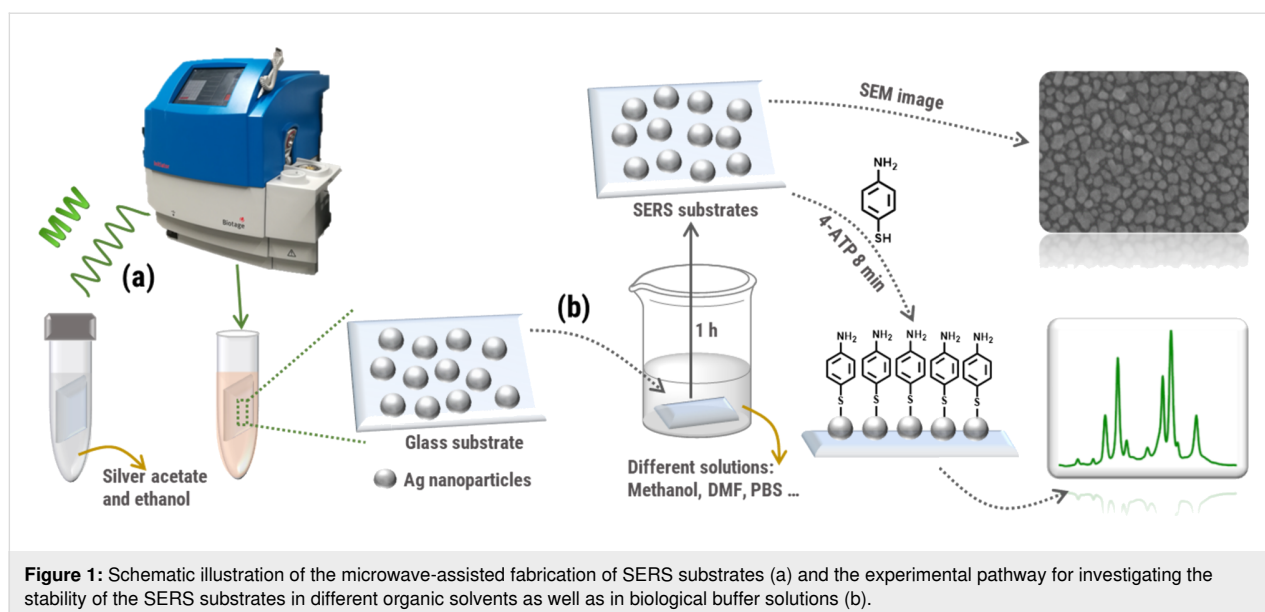 MW
(a)
Biotage
Silver acetate
and ethanol
Glass substrate
Ag nanoparticles
(b)
1 h
Different solutions:
Methanol, DMF, PBS ...
SERS substrates
SEM image
NH2
SH
4-ATP 8 min
NH2 NH2 NH2 NH2 NH2
S S S S S
Figure 1: Schematic illustration of the microwave-assisted fabrication of SERS substrates (a) and the experimental pathway for investigating the
stability of the SERS substrates in different organic solvents as well as in biological buffer solutions (b).